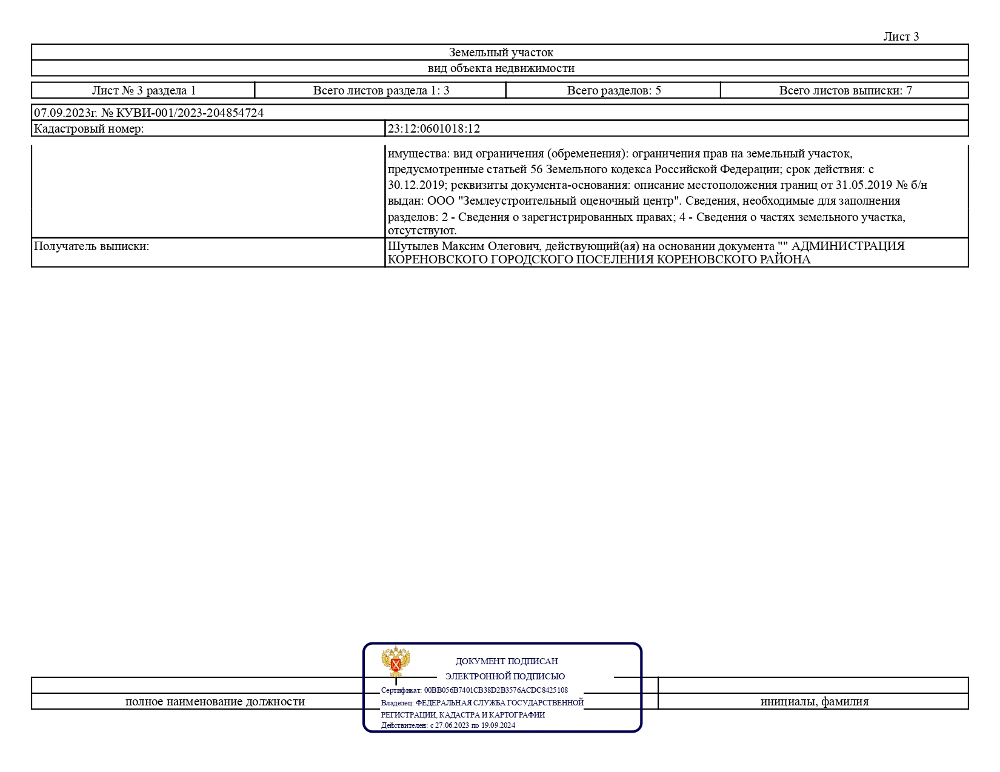 Лист 3
Земельный участок
вид объекта недвижимости
Лист № 3 раздела 1 Всего листов раздела 1: 3 Всего разделов: 5 Всего листов выписки: 7
07.09.2023г. № КУВИ-001/2023-204854724
Кадастровый номер: 23:12:0601018:12
имущества: вид ограничения (обременения): ограничения прав на земельный участок,
предусмотренные статьей 56 Земельного кодекса Российской Федерации; срок действия: с
30.12.2019; реквизиты документа-основания: описание местоположения границ от 31.05.2019 № б/н
выдан: ООО "Землеустроительный оценочный центр". Сведения, необходимые для заполнения
разделов: 2 - Сведения о зарегистрированных правах; 4 - Сведения о частях земельного участка,
отсутствуют.
Получатель выписки: Шутылев Максим Олегович, действующий(ая) на основании документа "" АДМИНИСТРАЦИЯ
КОРЕНОВСКОГО ГОРОДСКОГО ПОСЕЛЕНИЯ КОРЕНОВСКОГО РАЙОНА
ДОКУМЕНТ ПОДПИСАН
ЭЛЕКТРОННОЙ ПОДПИСЬЮ
Сертификат: 00BB056B7401CB38D2B3576ACDC8425108
полное наименование должности Владелец: ФЕДЕРАЛЬНАЯ СЛУЖБА ГОСУДАРСТВЕННОЙ инициалы, фамилия
РЕГИСТРАЦИИ, КАДАСТРА И КАРТОГРАФИИ
Действителен: с 27.06.2023 по 19.09.2024